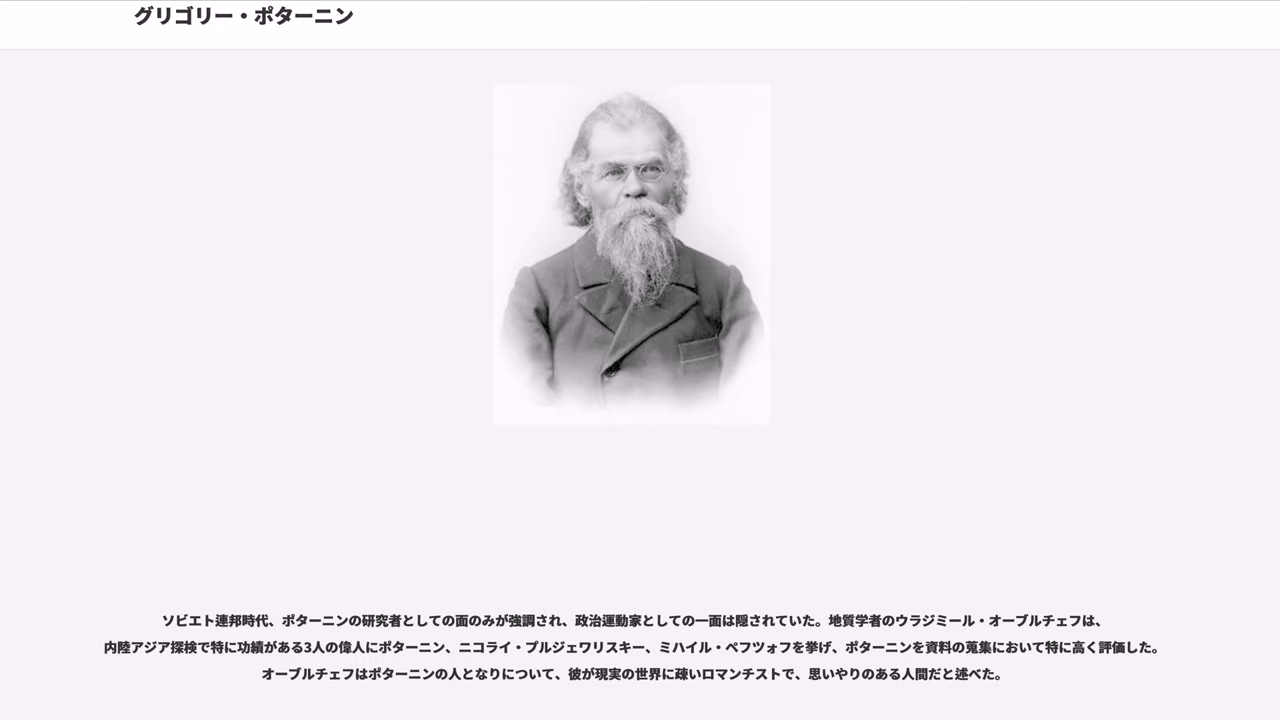 グリゴリー・ポターニン
ソビエト連邦時代、ポターニンの研究者としての面のみが強調され、政治運動家としての一面は隠されていた。地質学者のウラジミール・オーブルチェフは、
内陸アジア探検で特に功績がある3人の偉人にポターニン、ニコライ・プルジェワリスキー、ミハイル・ペフツォフを挙げ、ポターニンを資料の蒐集において特に高く評価した。
オーブルチェフはポターニンの人となりについて、彼が現実の世界に疎いロマンチストで、思いやりのある人間だと述べた。